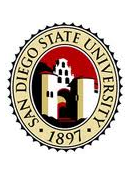 SAN DIEGO STATE UNIVERSITY
• 1897 •